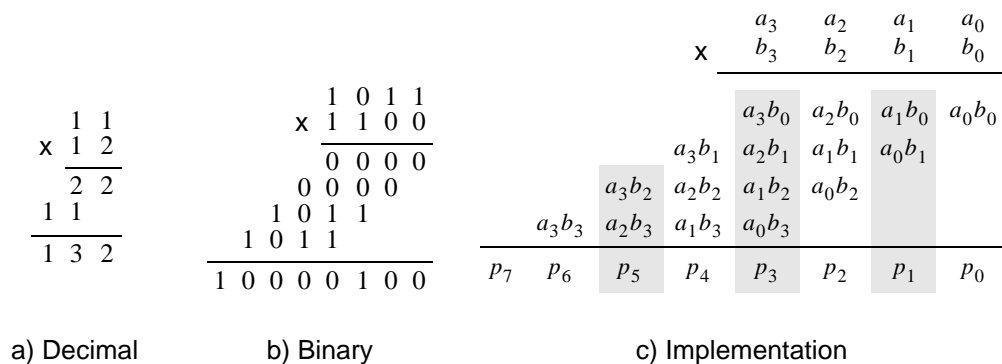 1 1
x 1 2
2 2
1 1
1 3 2
a) Decimal
1 0 1 1
x 1 1 0 0
0 0 0 0
0 0 0 0
1 0 1 1
1 0 1 1
1 0 0 0 0 1 0 0
b) Binary
a₃ a₂ a₁ a₀
x b₃ b₂ b₁ b₀
a₃b₀ a₂b₀ a₁b₀ a₀b₀
a₃b₁ a₂b₁ a₁b₁ a₀b₁
a₃b₂ a₂b₂ a₁b₂ a₀b₂
a₃b₃ a₂b₃ a₁b₃ a₀b₃
p₇ p₆ p₅ p₄ p₃ p₂ p₁ p₀
c) Implementation